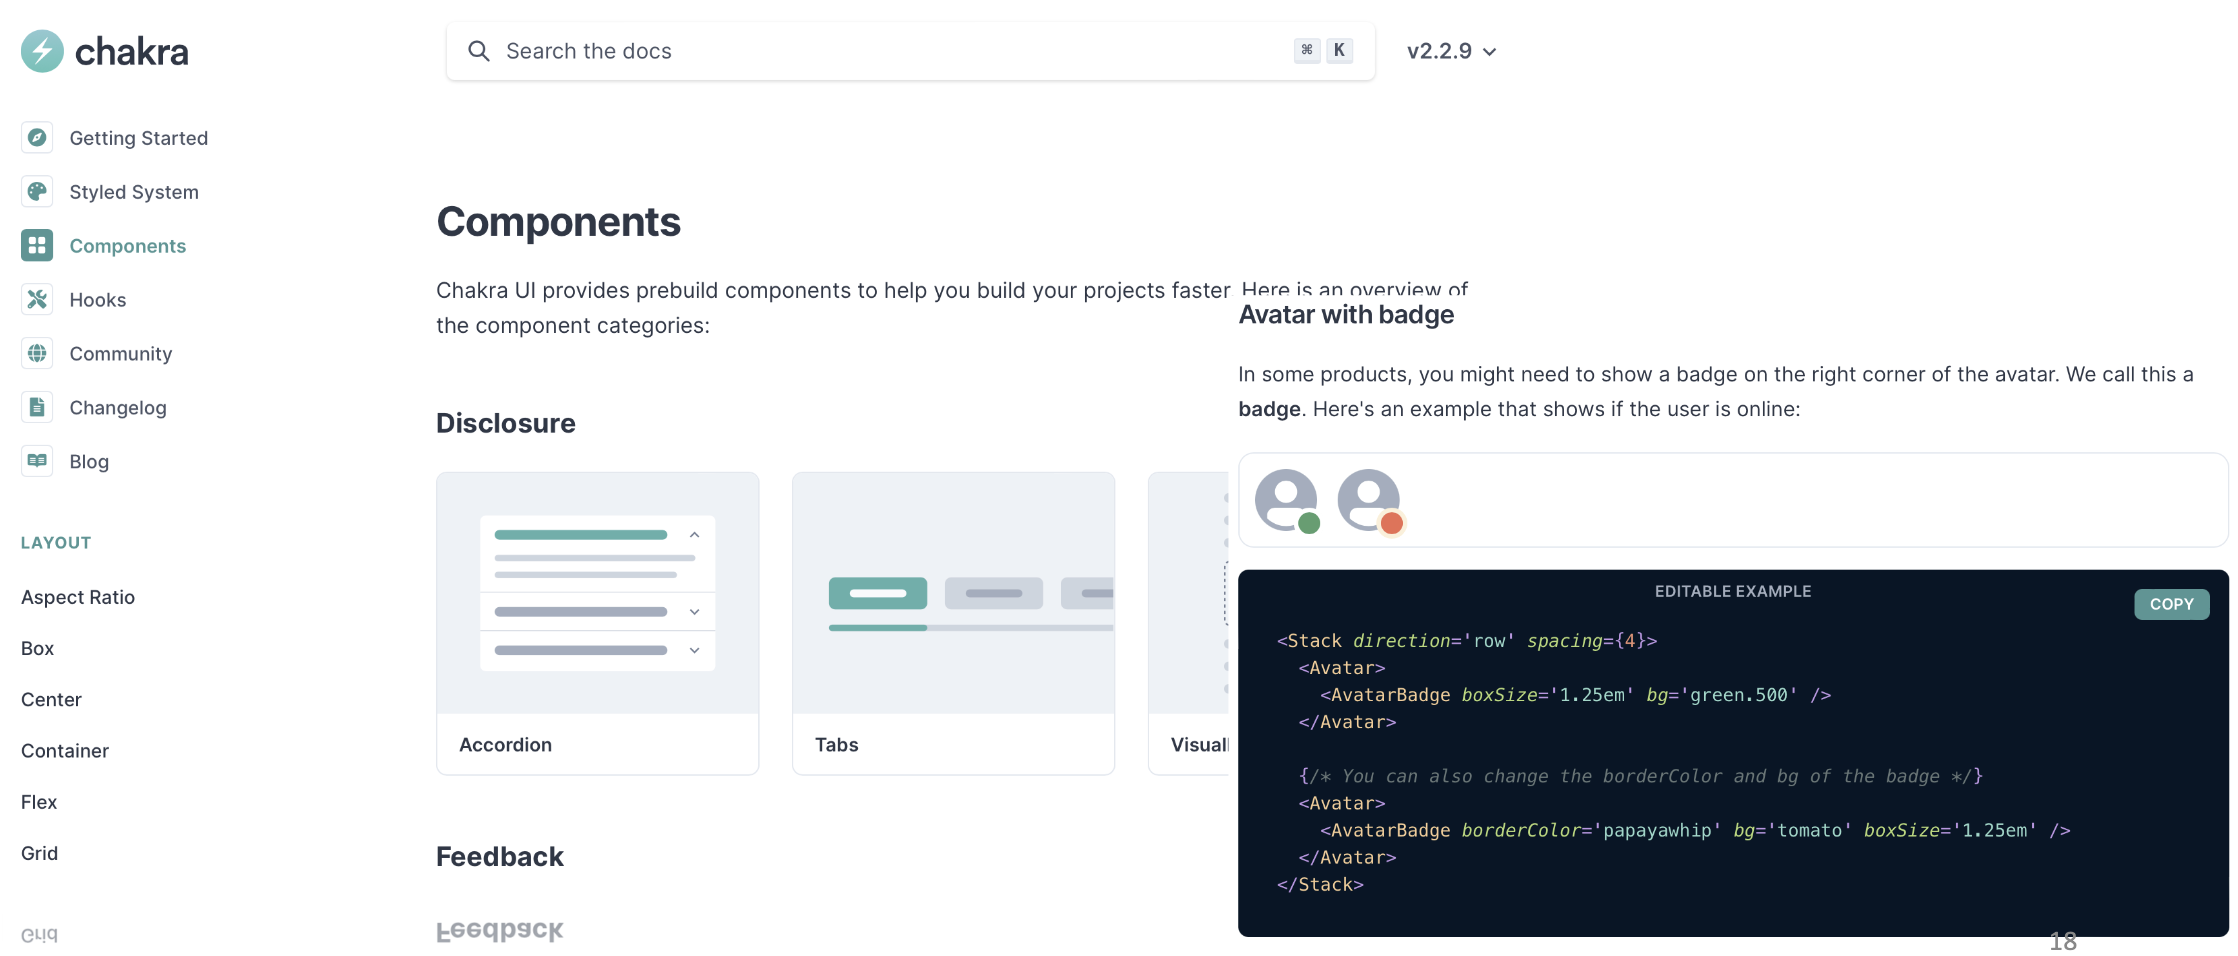 chakra
Search the docs
⌘ K
v2.2.9
Getting Started
Styled System
Components
Hooks
Community
Changelog
Blog
LAYOUT
Aspect Ratio
Box
Center
Container
Flex
Grid
Grid
Components
Chakra UI provides prebuild components to help you build your projects faster. Here is an overview of
the component categories:
Disclosure
Accordion
Tabs
Visuall
Feedback
Feedback
Avatar with badge
In some products, you might need to show a badge on the right corner of the avatar. We call this a
badge. Here's an example that shows if the user is online:
EDITABLE EXAMPLE
COPY
<Stack direction='row' spacing={4}>
  <Avatar>
    <AvatarBadge boxSize='1.25em' bg='green.500' />
  </Avatar>
  {/* You can also change the borderColor and bg of the badge */}
  <Avatar>
    <AvatarBadge borderColor='papayawhip' bg='tomato' boxSize='1.25em' />
  </Avatar>
</Stack>
18